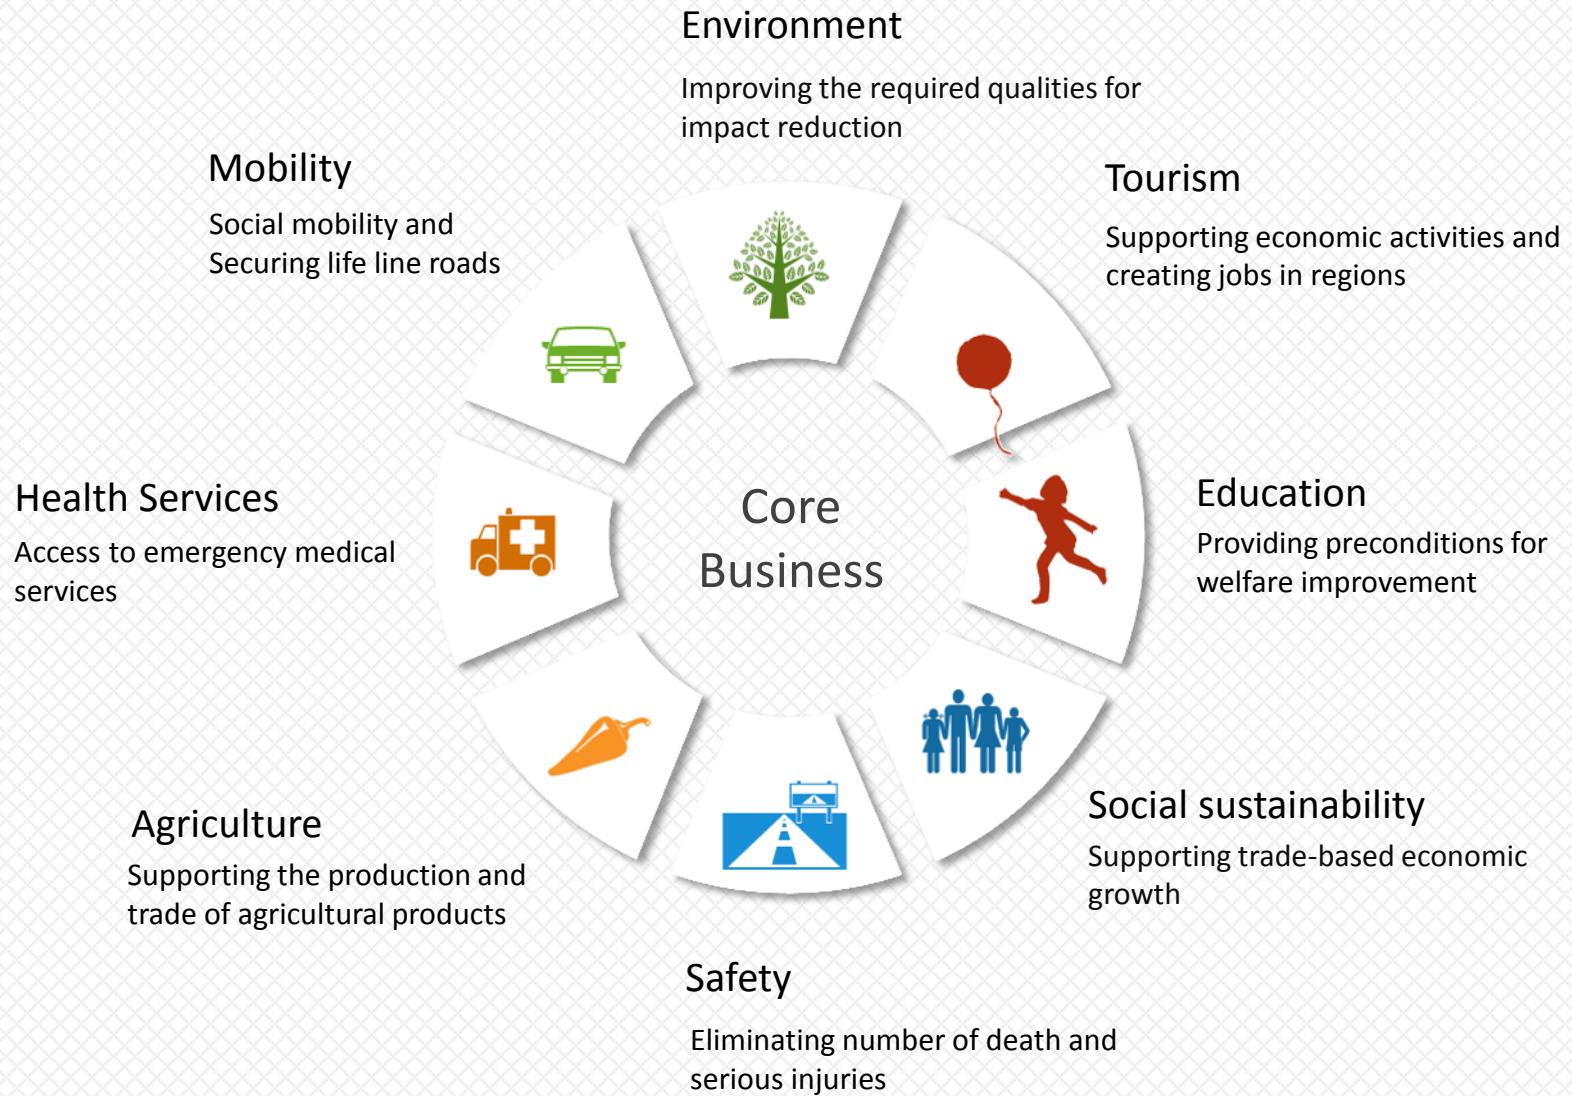 Environment
Improving the required qualities for
impact reduction
Mobility
Social mobility and
Securing life line roads
Tourism
Supporting economic activities and
creating jobs in regions
Health Services
Access to emergency medical
services
Core
Business
Education
Providing preconditions for
welfare improvement
Agriculture
Supporting the production and
trade of agricultural products
Social sustainability
Supporting trade-based economic
growth
Safety
Eliminating number of death and
serious injuries